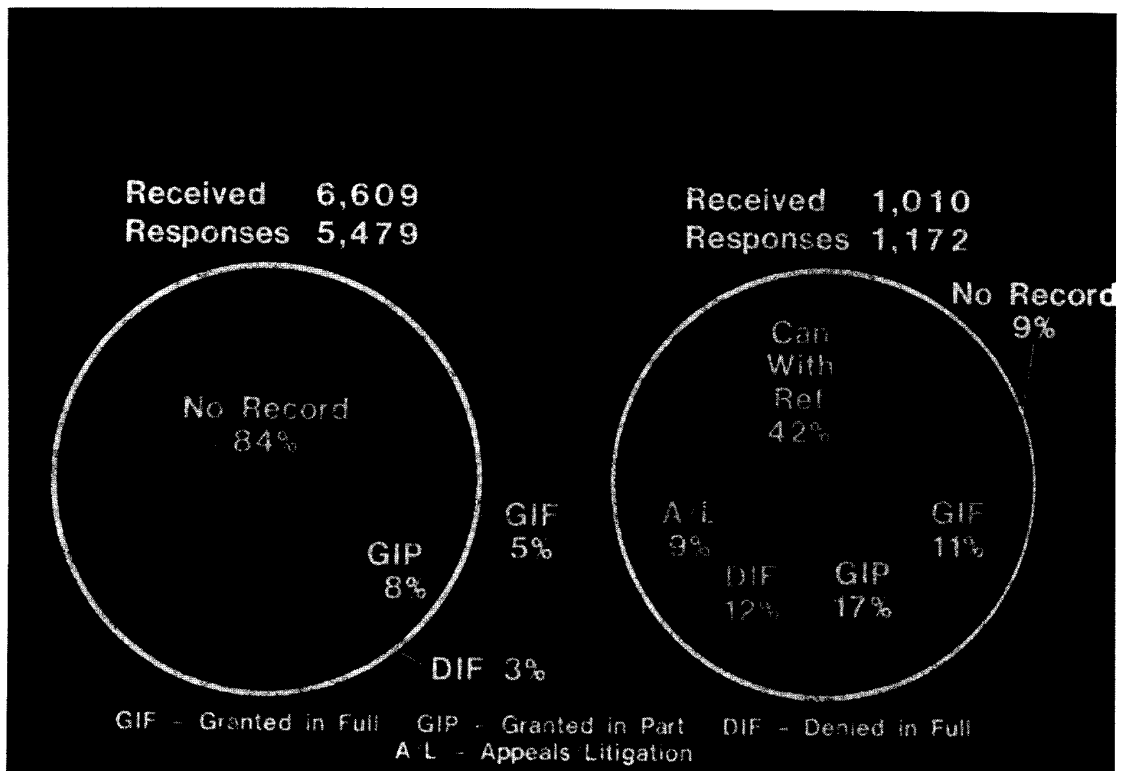 Received 6,609
Responses 5,479
No Record
84%
GIP
8%
GIF
5%
DIF 3%
Received 1,010
Responses 1,172
No Record
9%
Can
With
Ref
42%
A/L
9%
DIF
12%
GIP
17%
GIF
11%
GIF - Granted in Full GIP - Granted in Part DIF - Denied in Full
A/L - Appeals/Litigation